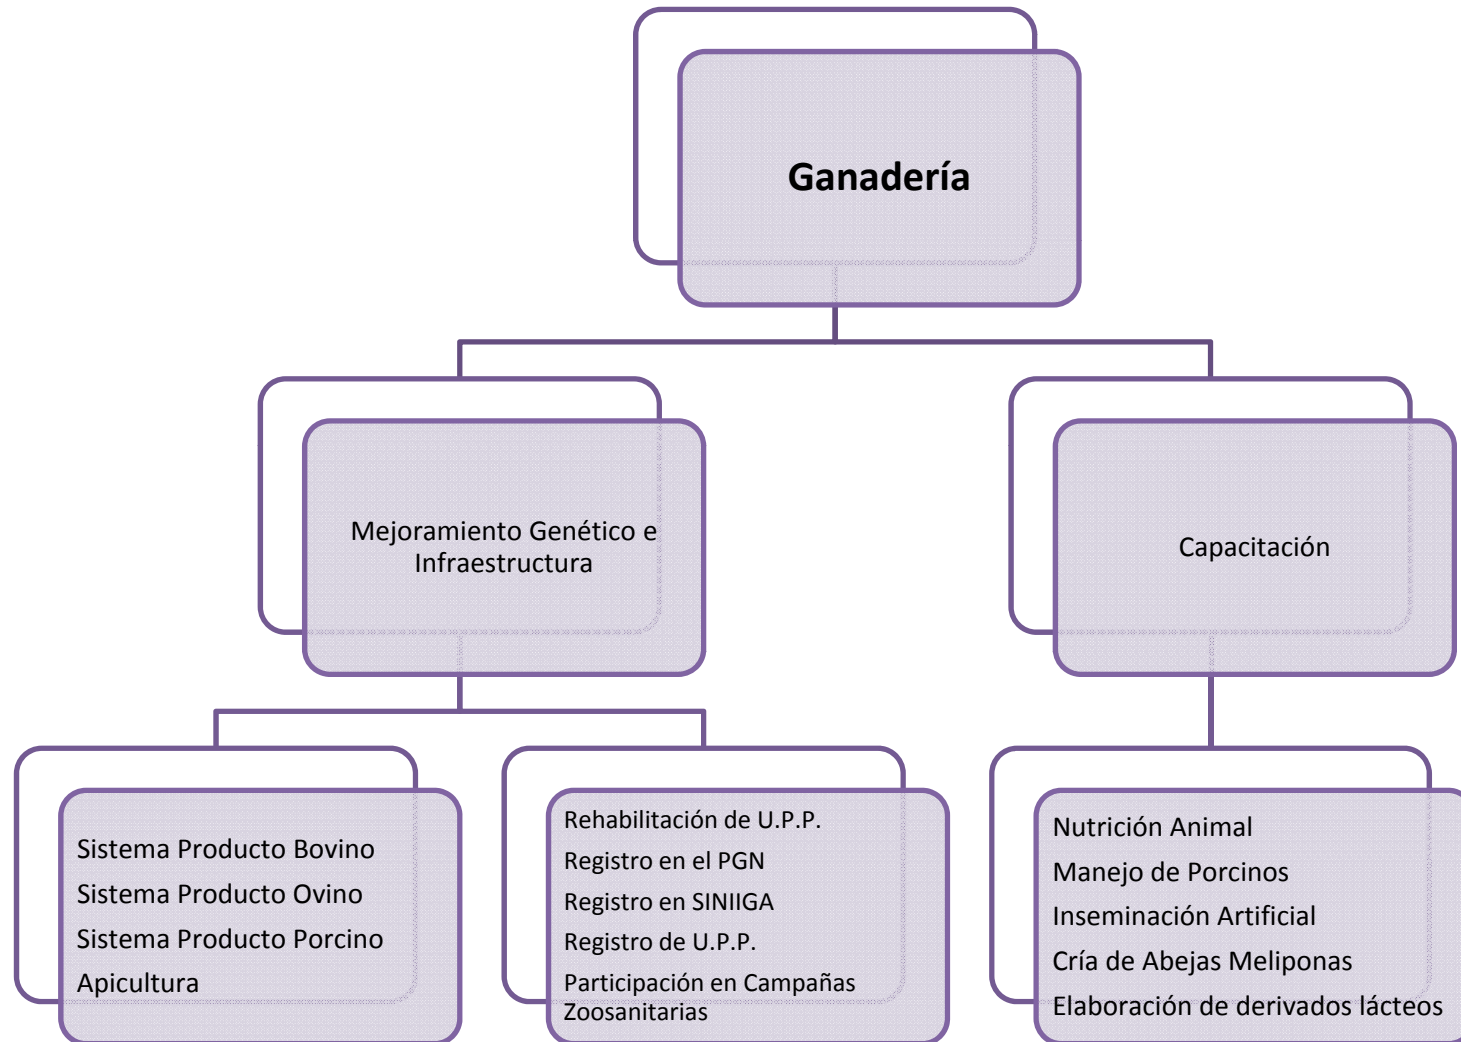 Ganadería
Mejoramiento Genético e
Infraestructura
Capacitación
Sistema Producto Bovino
Sistema Producto Ovino
Sistema Producto Porcino
Apicultura
Rehabilitación de U.P.P.
Registro en el PGN
Registro en SINIIGA
Registro de U.P.P.
Participación en Campañas
Zoosanitarias
Nutrición Animal
Manejo de Porcinos
Inseminación Artificial
Cría de Abejas Meliponas
Elaboración de derivados lácteos